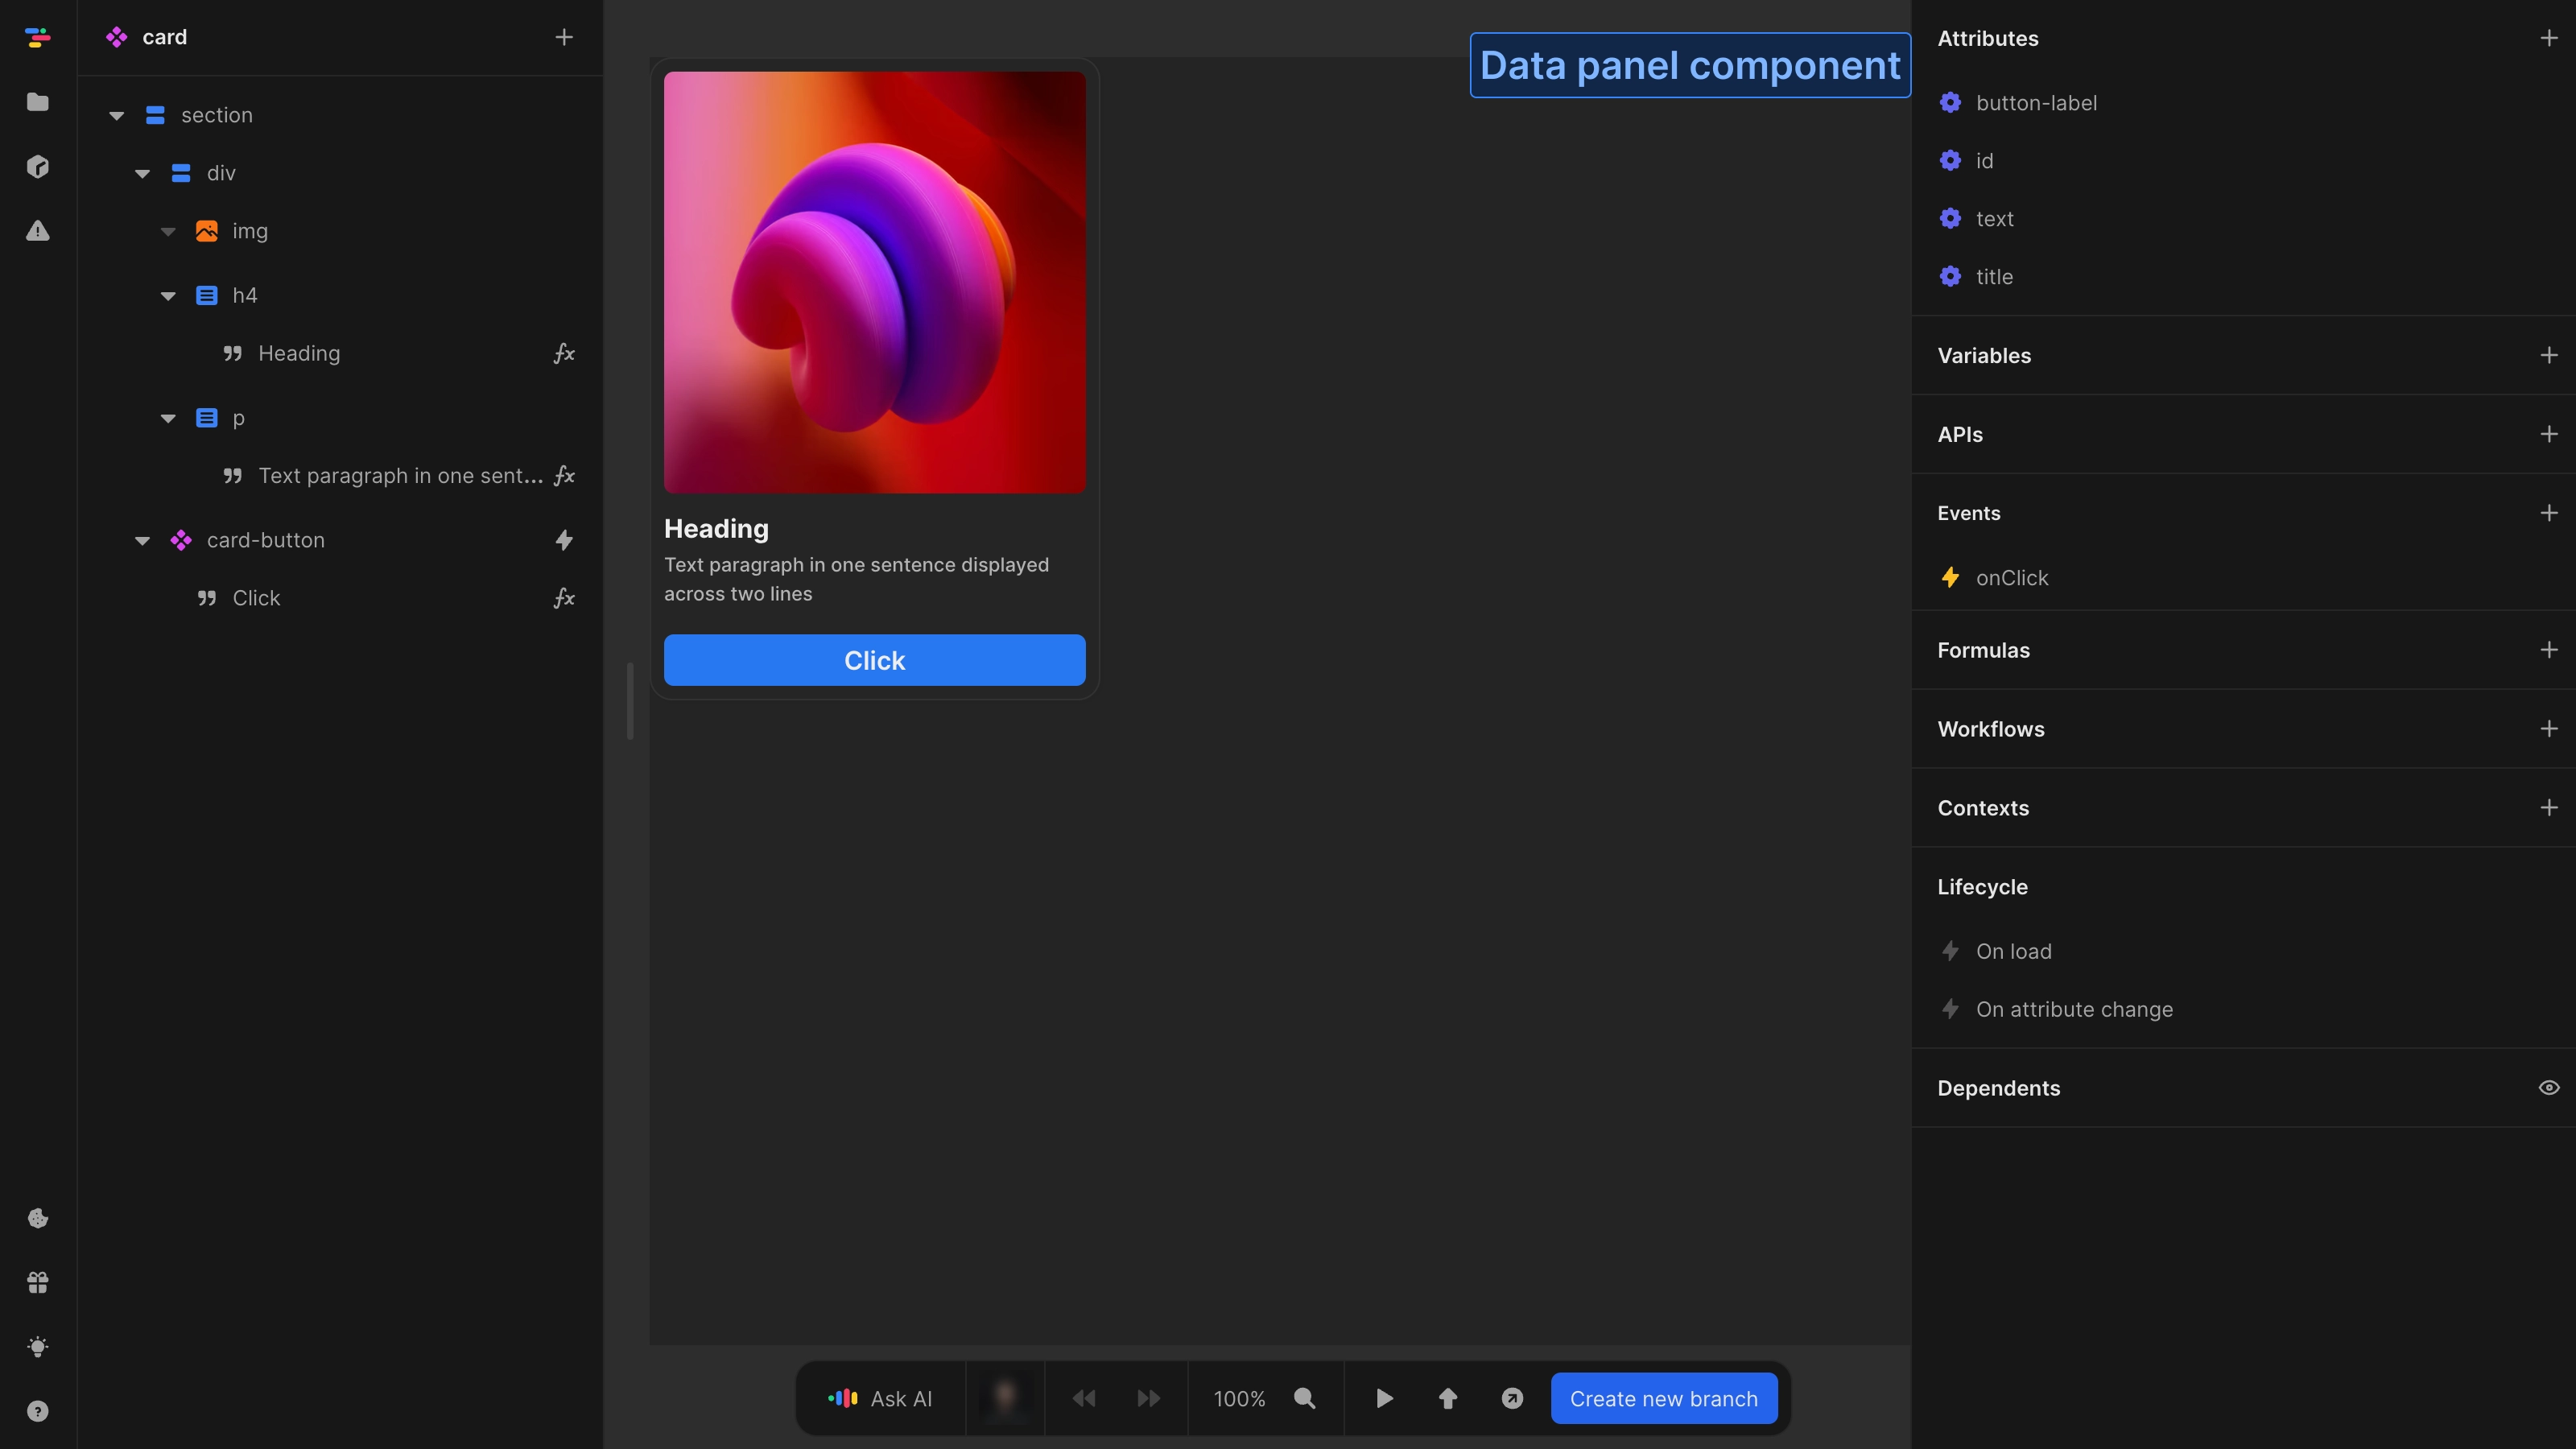 card
section
div
img
h4
Heading
fx
p
Text paragraph in one sent...
fx
card-button
Click
fx
Data panel component
Heading
Text paragraph in one sentence displayed
across two lines
Click
Ask AI
100%
Create new branch
Attributes
button-label
id
text
title
Variables
APIs
Events
onClick
Formulas
Workflows
Contexts
Lifecycle
On load
On attribute change
Dependents